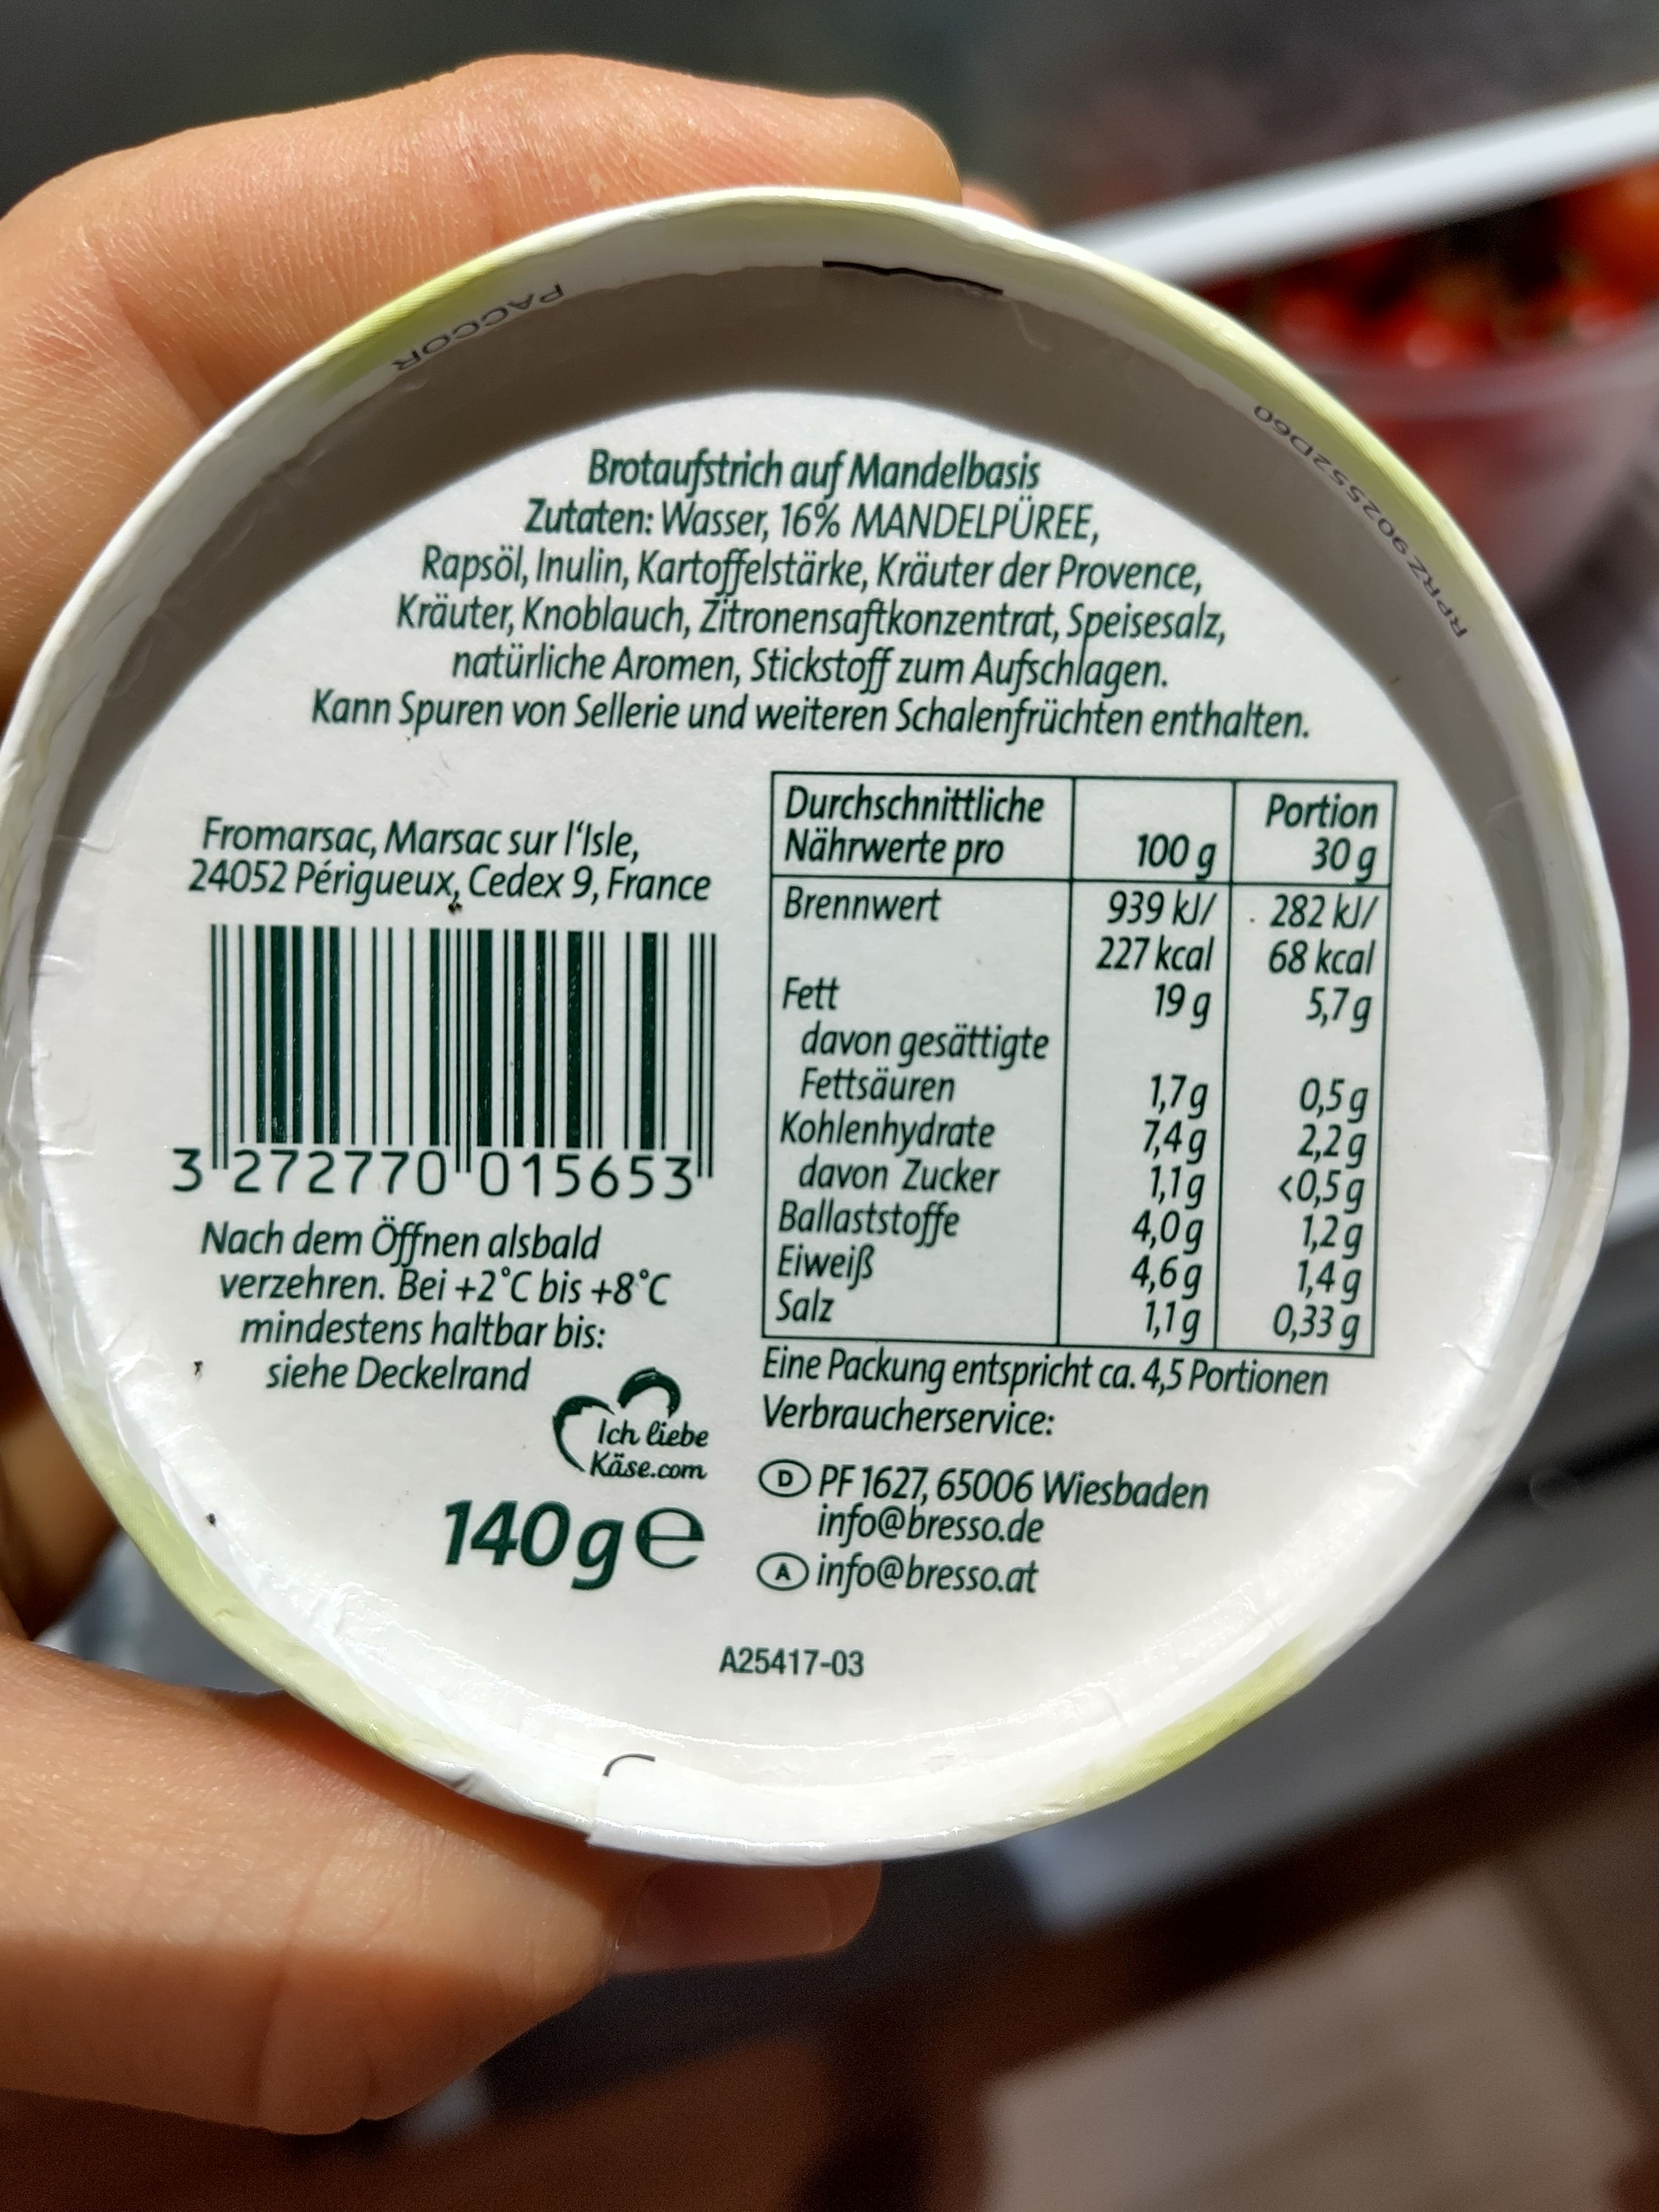 PACCOR
RPRZ902552D60
Brotaufstrich auf Mandelbasis
Zutaten: Wasser, 16% MANDELPÜREE,
Rapsöl, Inulin, Kartoffelstärke, Kräuter der Provence,
Kräuter, Knoblauch, Zitronensaftkonzentrat, Speisesalz,
natürliche Aromen, Stickstoff zum Aufschlagen.
Kann Spuren von Sellerie und weiteren Schalenfrüchten enthalten.
Fromarsac, Marsac sur l'Isle,
24052 Périgueux, Cedex 9, France
3 272770 015653
Nach dem Öffnen alsbald
verzehren. Bei +2°C bis +8°C
mindestens haltbar bis:
siehe Deckelrand
Ich liebe
Käse.com
140 g e
Durchschnittliche Portion
Nährwerte pro 100 g 30 g
Brennwert 939 kJ/ 282 kJ/
227 kcal 68 kcal
Fett 19 g 5,7 g
davon gesättigte
Fettsäuren 1,7 g 0,5 g
Kohlenhydrate 7,4 g 2,2 g
davon Zucker 1,1 g <0,5 g
Ballaststoffe 4,0 g 1,2 g
Eiweiß 4,6 g 1,4 g
Salz 1,1 g 0,33 g
Eine Packung entspricht ca. 4,5 Portionen
Verbraucherservice:
D PF 1627, 65006 Wiesbaden
info@bresso.de
A info@bresso.at
A25417-03